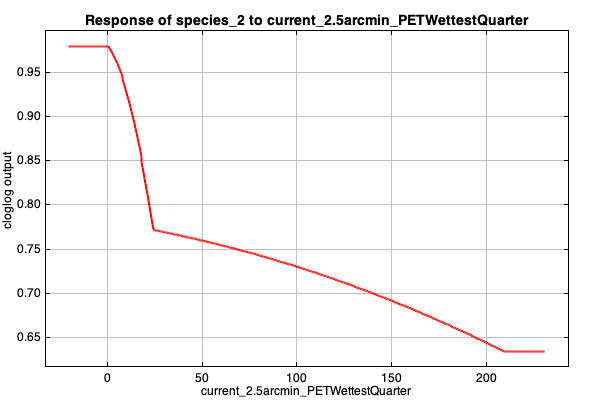 Response of species_2 to current_2.5arcmin_PETWettestQuarter
cloglog output
0.95
0.90
0.85
0.80
0.75
0.70
0.65
0 50 100 150 200
current_2.5arcmin_PETWettestQuarter